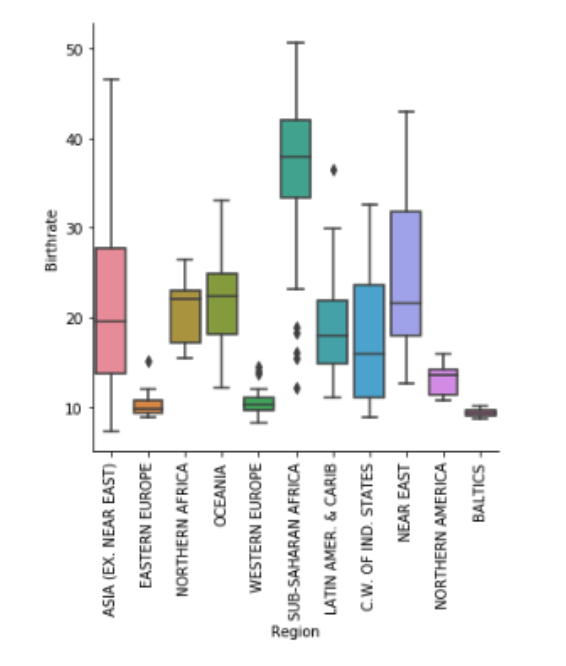 50
40
30
20
10
Birthrate
ASIA (EX. NEAR EAST)
EASTERN EUROPE
NORTHERN AFRICA
OCEANIA
WESTERN EUROPE
SUB-SAHARAN AFRICA
LATIN AMER. & CARIB
C.W. OF IND. STATES
NEAR EAST
NORTHERN AMERICA
BALTICS
Region